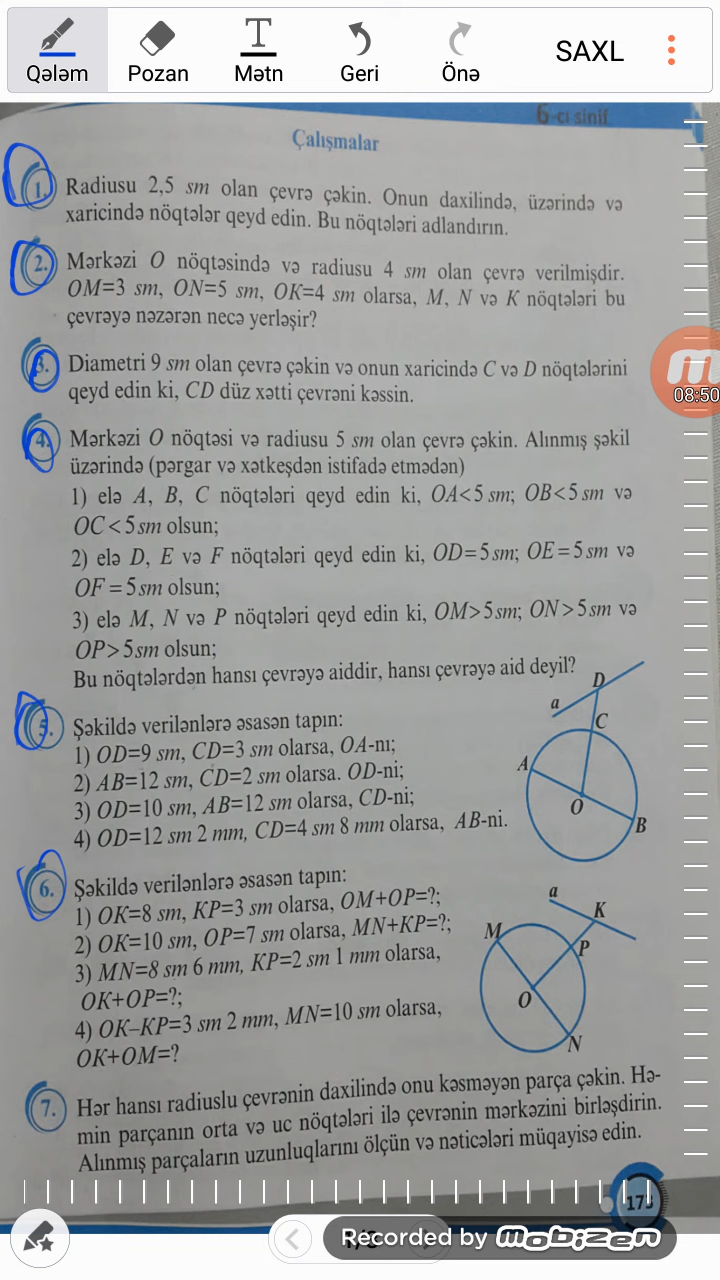 Qələm Pozan Mətn Geri Önə SAXL
6-cı sinif
Çalışmalar
1. Radiusu 2,5 sm olan çevrə çəkin. Onun daxilində, üzərində və
xaricində nöqtələr qeyd edin. Bu nöqtələri adlandırın.
2. Mərkəzi O nöqtəsində və radiusu 4 sm olan çevrə verilmişdir.
OM=3 sm, ON=5 sm, OK=4 sm olarsa, M, N və K nöqtələri bu
çevrəyə nəzərən necə yerləşir?
3. Diametri 9 sm olan çevrə çəkin və onun xaricində C və D nöqtələrini
qeyd edin ki, CD düz xətti çevrəni kəssin.
08:50
4. Mərkəzi O nöqtəsi və radiusu 5 sm olan çevrə çəkin. Alınmış şəkil
üzərində (pərgar və xətkeşdən istifadə etmədən)
1) elə A, B, C nöqtələri qeyd edin ki, OA<5 sm; OB<5 sm və
OC<5 sm olsun;
2) elə D, E və F nöqtələri qeyd edin ki, OD=5 sm; OE=5 sm və
OF=5 sm olsun;
3) elə M, N və P nöqtələri qeyd edin ki, OM>5 sm; ON>5 sm və
OP>5 sm olsun;
Bu nöqtələrdən hansı çevrəyə aiddir, hansı çevrəyə aid deyil?
5. Şəkildə verilənlərə əsasən tapın:
1) OD=9 sm, CD=3 sm olarsa, OA-nı;
2) AB=12 sm, CD=2 sm olarsa. OD-ni;
3) OD=10 sm, AB=12 sm olarsa, CD-ni;
4) OD=12 sm 2 mm, CD=4 sm 8 mm olarsa, AB-ni.
a D
C
A
O
B
6. Şəkildə verilənlərə əsasən tapın:
1) OK=8 sm, KP=3 sm olarsa, OM+OP=?;
2) OK=10 sm, OP=7 sm olarsa, MN+KP=?;
3) MN=8 sm 6 mm, KP=2 sm 1 mm olarsa,
OK+OP=?;
4) OK–KP=3 sm 2 mm, MN=10 sm olarsa,
OK+OM=?
a K
M
P
O
N
7. Hər hansı radiuslu çevrənin daxilində onu kəsməyən parça çəkin. Hə-
min parçanın orta və uc nöqtələri ilə çevrənin mərkəzini birləşdirin.
Alınmış parçaların uzunluqlarını ölçün və nəticələri müqayisə edin.
173
Recorded by mobizen